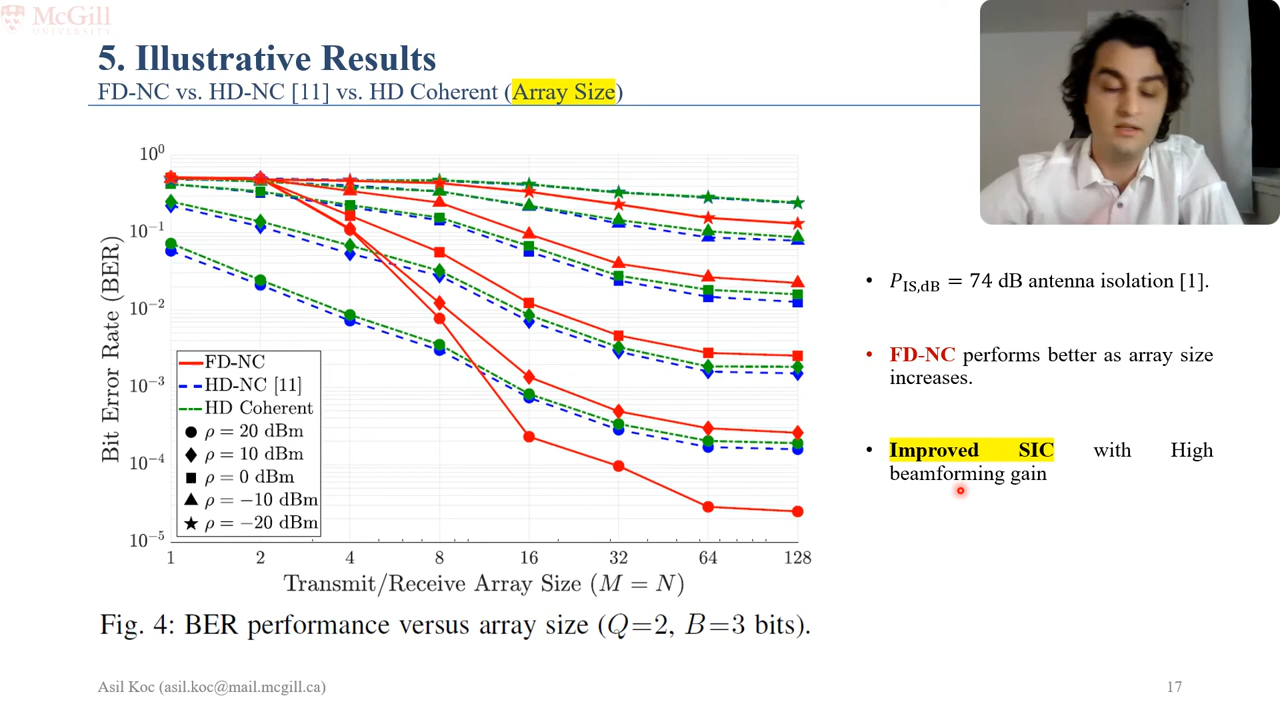 McGill
UNIVERSITY
5. Illustrative Results
FD-NC vs. HD-NC [11] vs. HD Coherent (Array Size)
10^0
10^-1
10^-2
10^-3
10^-4
10^-5
Bit Error Rate (BER)
FD-NC
HD-NC [11]
HD Coherent
ρ = 20 dBm
ρ = 10 dBm
ρ = 0 dBm
ρ = −10 dBm
ρ = −20 dBm
1 2 4 8 16 32 64 128
Transmit/Receive Array Size (M = N)
Fig. 4: BER performance versus array size (Q=2, B=3 bits).
• P_IS,dB = 74 dB antenna isolation [1].
• FD-NC performs better as array size
increases.
• Improved SIC with High
beamforming gain
Asil Koc (asil.koc@mail.mcgill.ca)
17